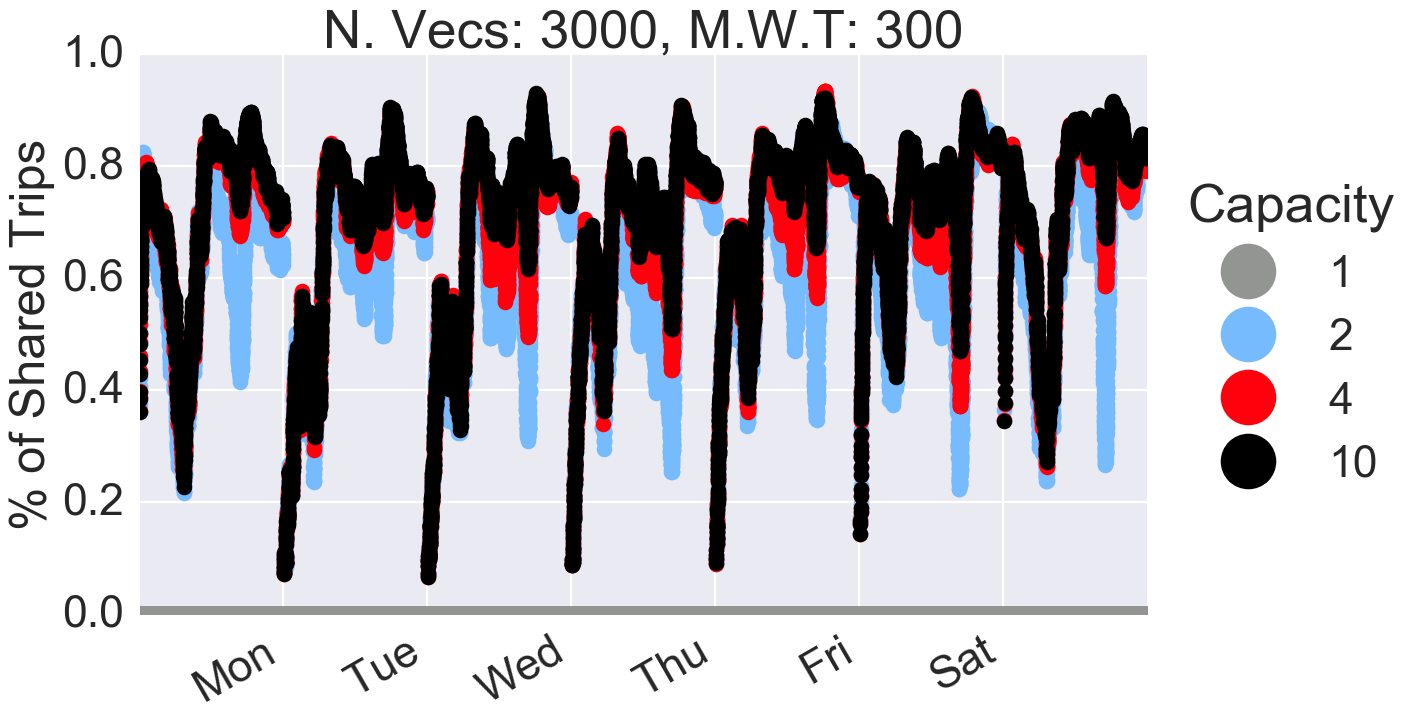 N. Vecs: 3000, M.W.T: 300
% of Shared Trips
1.0
0.8
0.6
0.4
0.2
0.0
Mon
Tue
Wed
Thu
Fri
Sat
Capacity
1
2
4
10